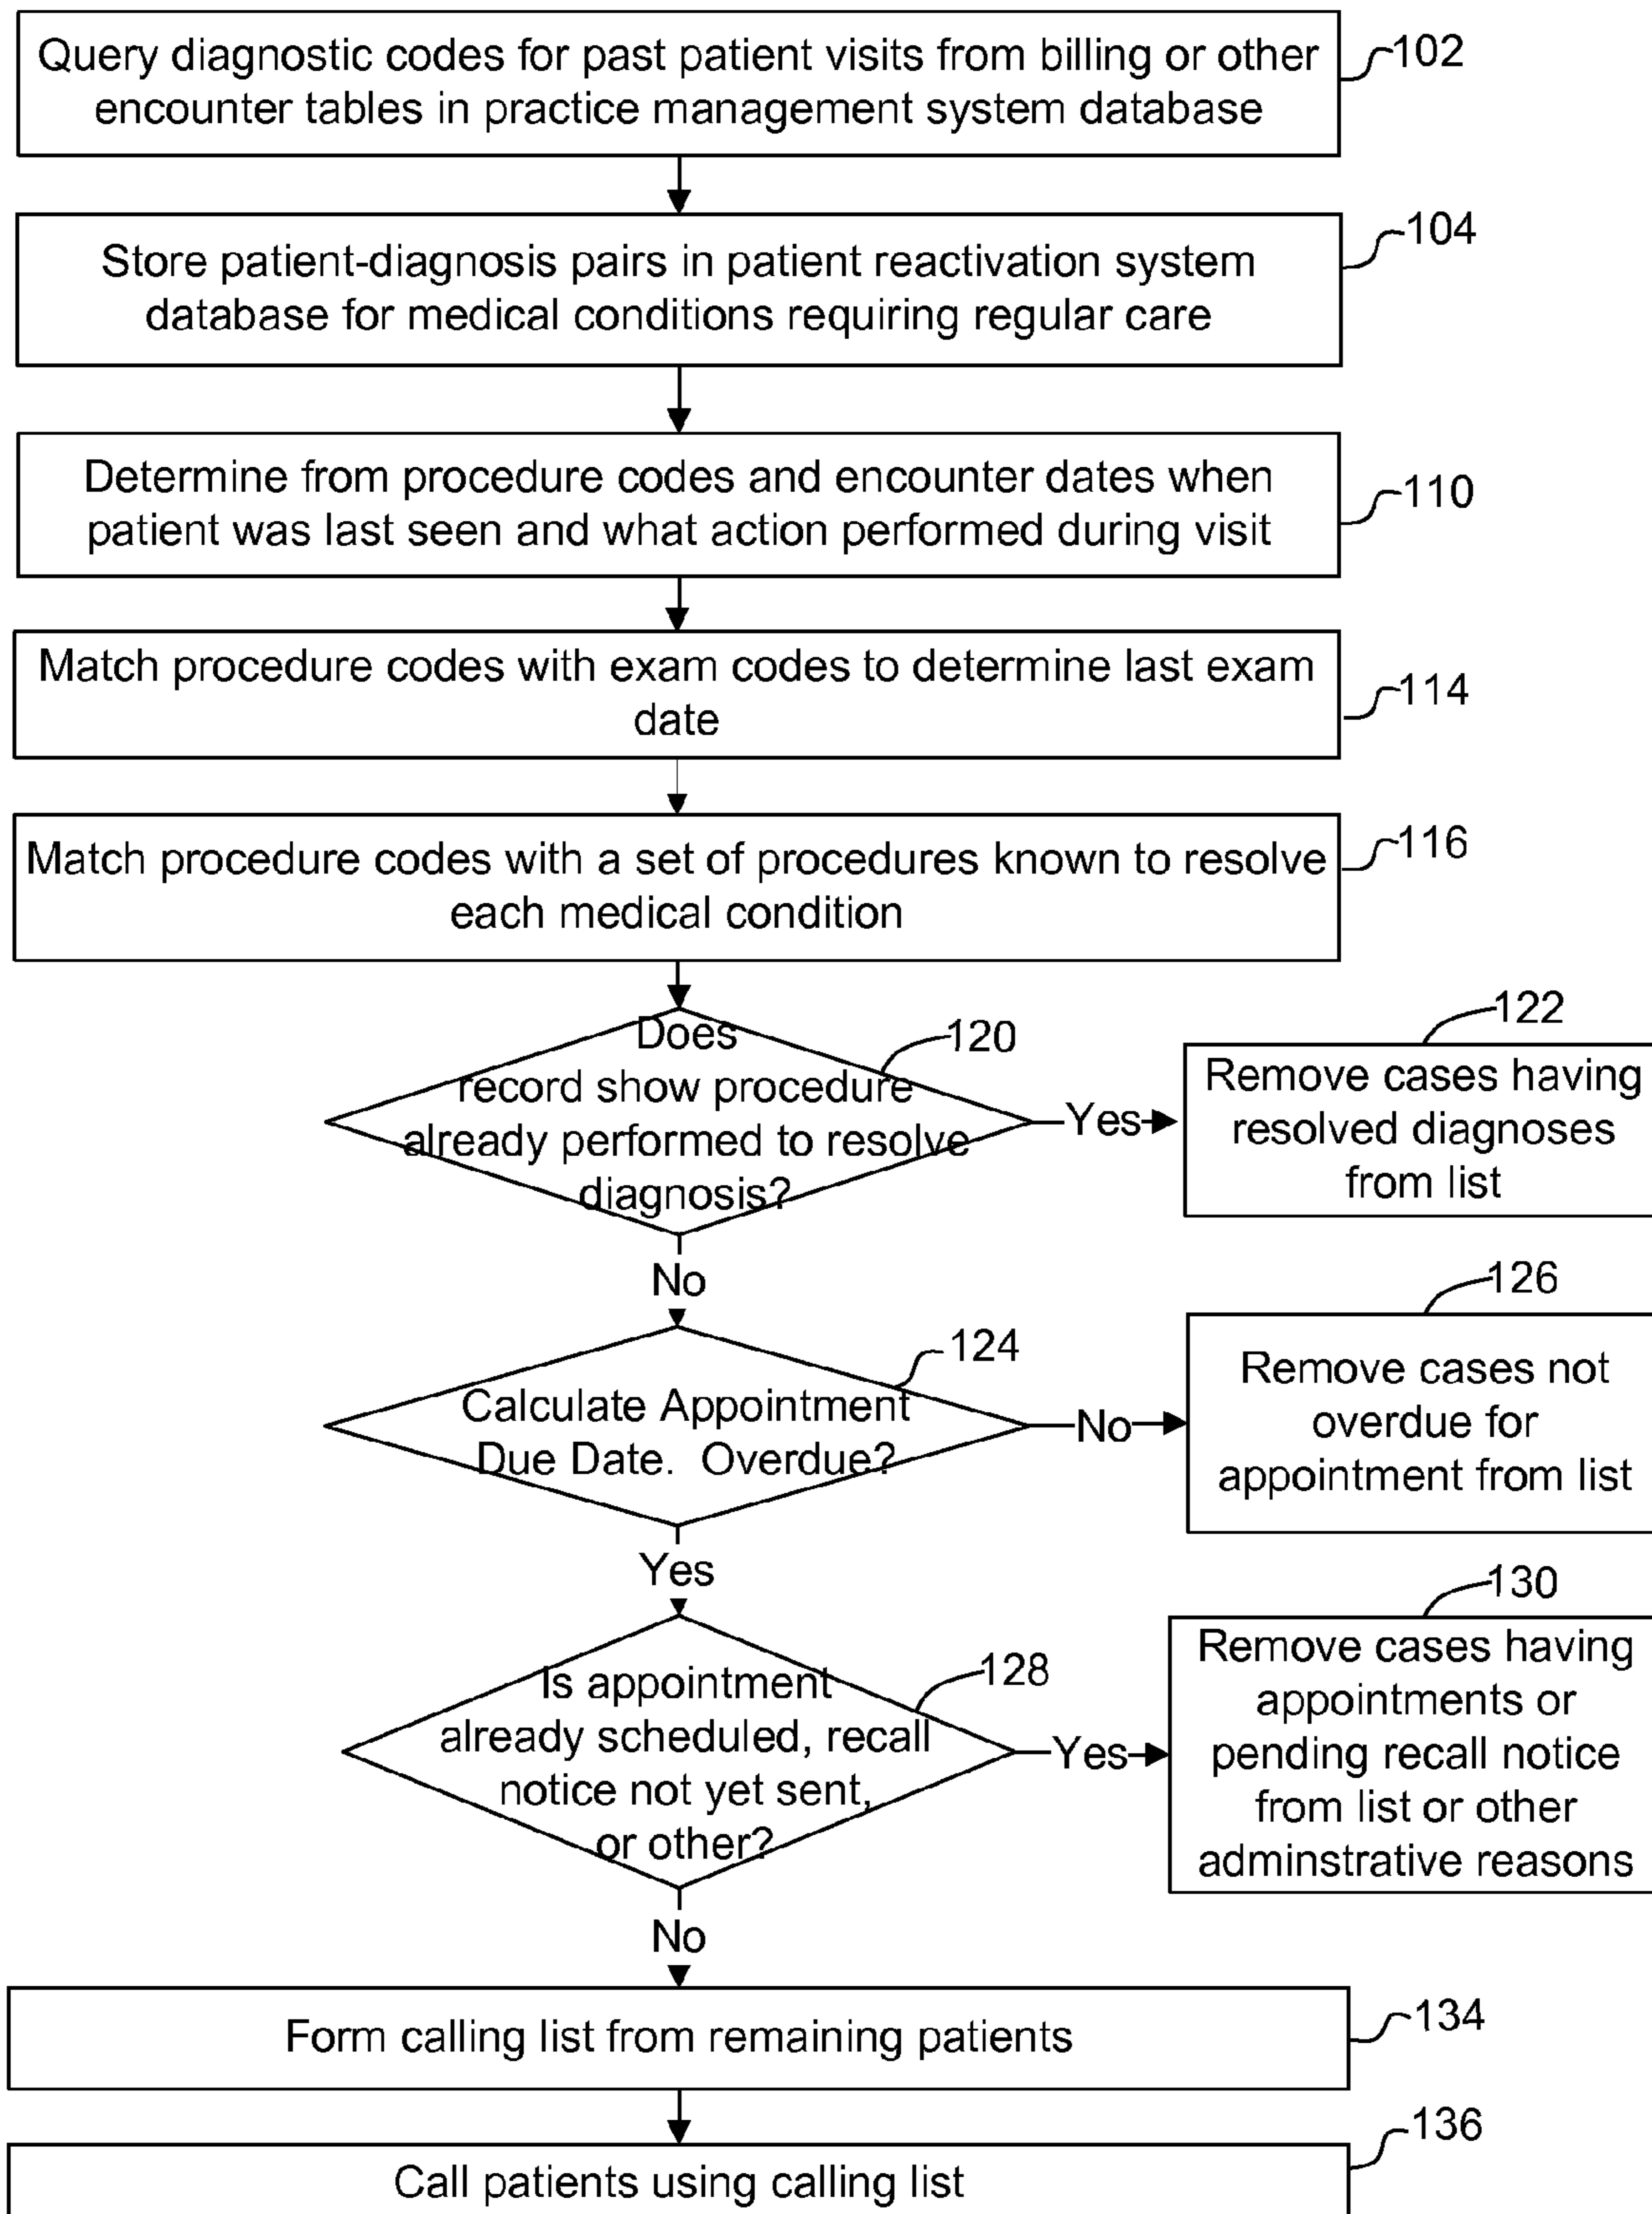 Query diagnostic codes for past patient visits from billing or other
encounter tables in practice management system database
102
Store patient-diagnosis pairs in patient reactivation system
database for medical conditions requiring regular care
104
Determine from procedure codes and encounter dates when
patient was last seen and what action performed during visit
110
Match procedure codes with exam codes to determine last exam
date
114
Match procedure codes with a set of procedures known to resolve
each medical condition
116
Does
record show procedure
already performed to resolve
diagnosis?
120
Yes
Remove cases having
resolved diagnoses
from list
122
No
Calculate Appointment
Due Date. Overdue?
124
No
Remove cases not
overdue for
appointment from list
126
Yes
Is appointment
already scheduled, recall
notice not yet sent,
or other?
128
Yes
Remove cases having
appointments or
pending recall notice
from list or other
adminstrative reasons
130
No
Form calling list from remaining patients
134
Call patients using calling list
136